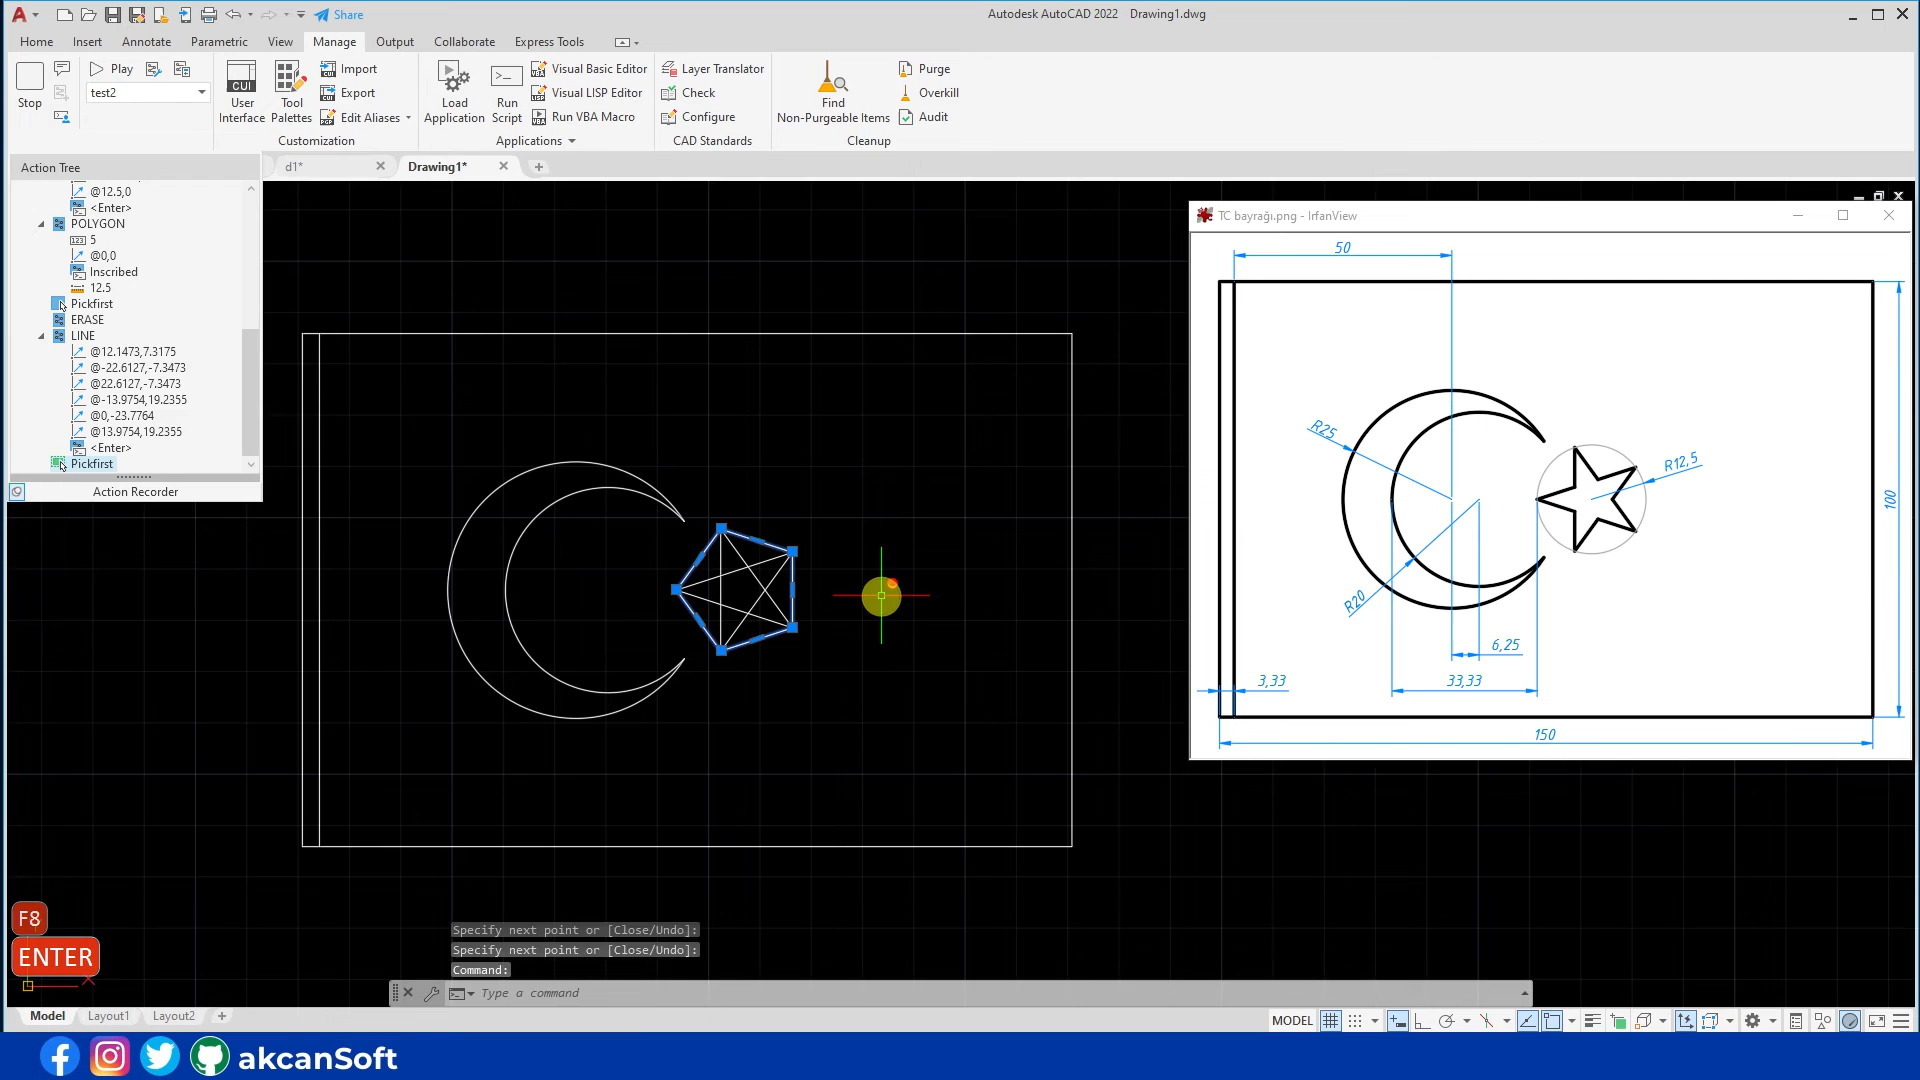 Share
Autodesk AutoCAD 2022 Drawing1.dwg
Home Insert Annotate Parametric View Manage Output Collaborate Express Tools
Stop
Play
test2
CUI
User
Interface
Tool
Palettes
Import
Export
Edit Aliases
Customization
Load
Application
Run
Script
Visual Basic Editor
Visual LISP Editor
Run VBA Macro
Applications
Layer Translator
Check
Configure
CAD Standards
Find
Non-Purgeable Items
Purge
Overkill
Audit
Cleanup
Action Tree
d1*
Drawing1*
@12.5,0
<Enter>
POLYGON
5
@0,0
Inscribed
12.5
Pickfirst
ERASE
LINE
@12.1473,7.3175
@-22.6127,-7.3473
@22.6127,-7.3473
@-13.9754,19.2355
@0,-23.7764
@13.9754,19.2355
<Enter>
Pickfirst
Action Recorder
TC bayrağı.png - IrfanView
50
R25
R12,5
100
R20
6,25
3,33
33,33
150
F8
ENTER
Specify next point or [Close/Undo]:
Specify next point or [Close/Undo]:
Command:
Type a command
Model Layout1 Layout2
MODEL
akcanSoft